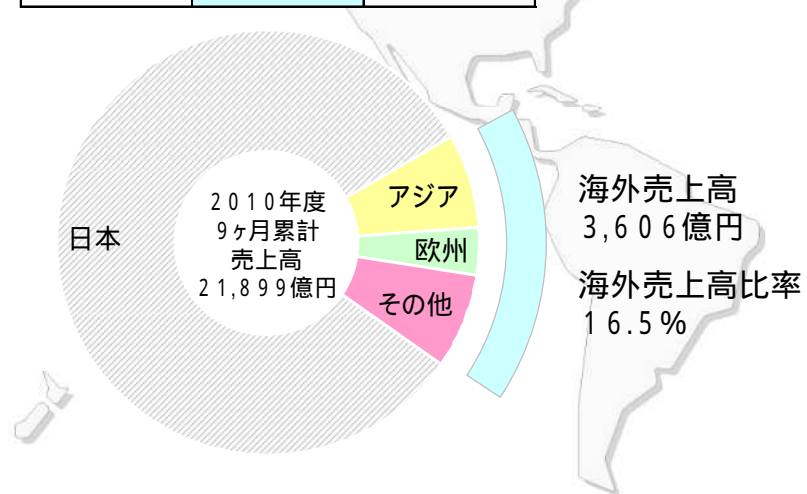 日本
2010年度
9ヶ月累計
売上高
21,899億円
アジア
欧州
その他
海外売上高
3,606億円
海外売上高比率
16.5%